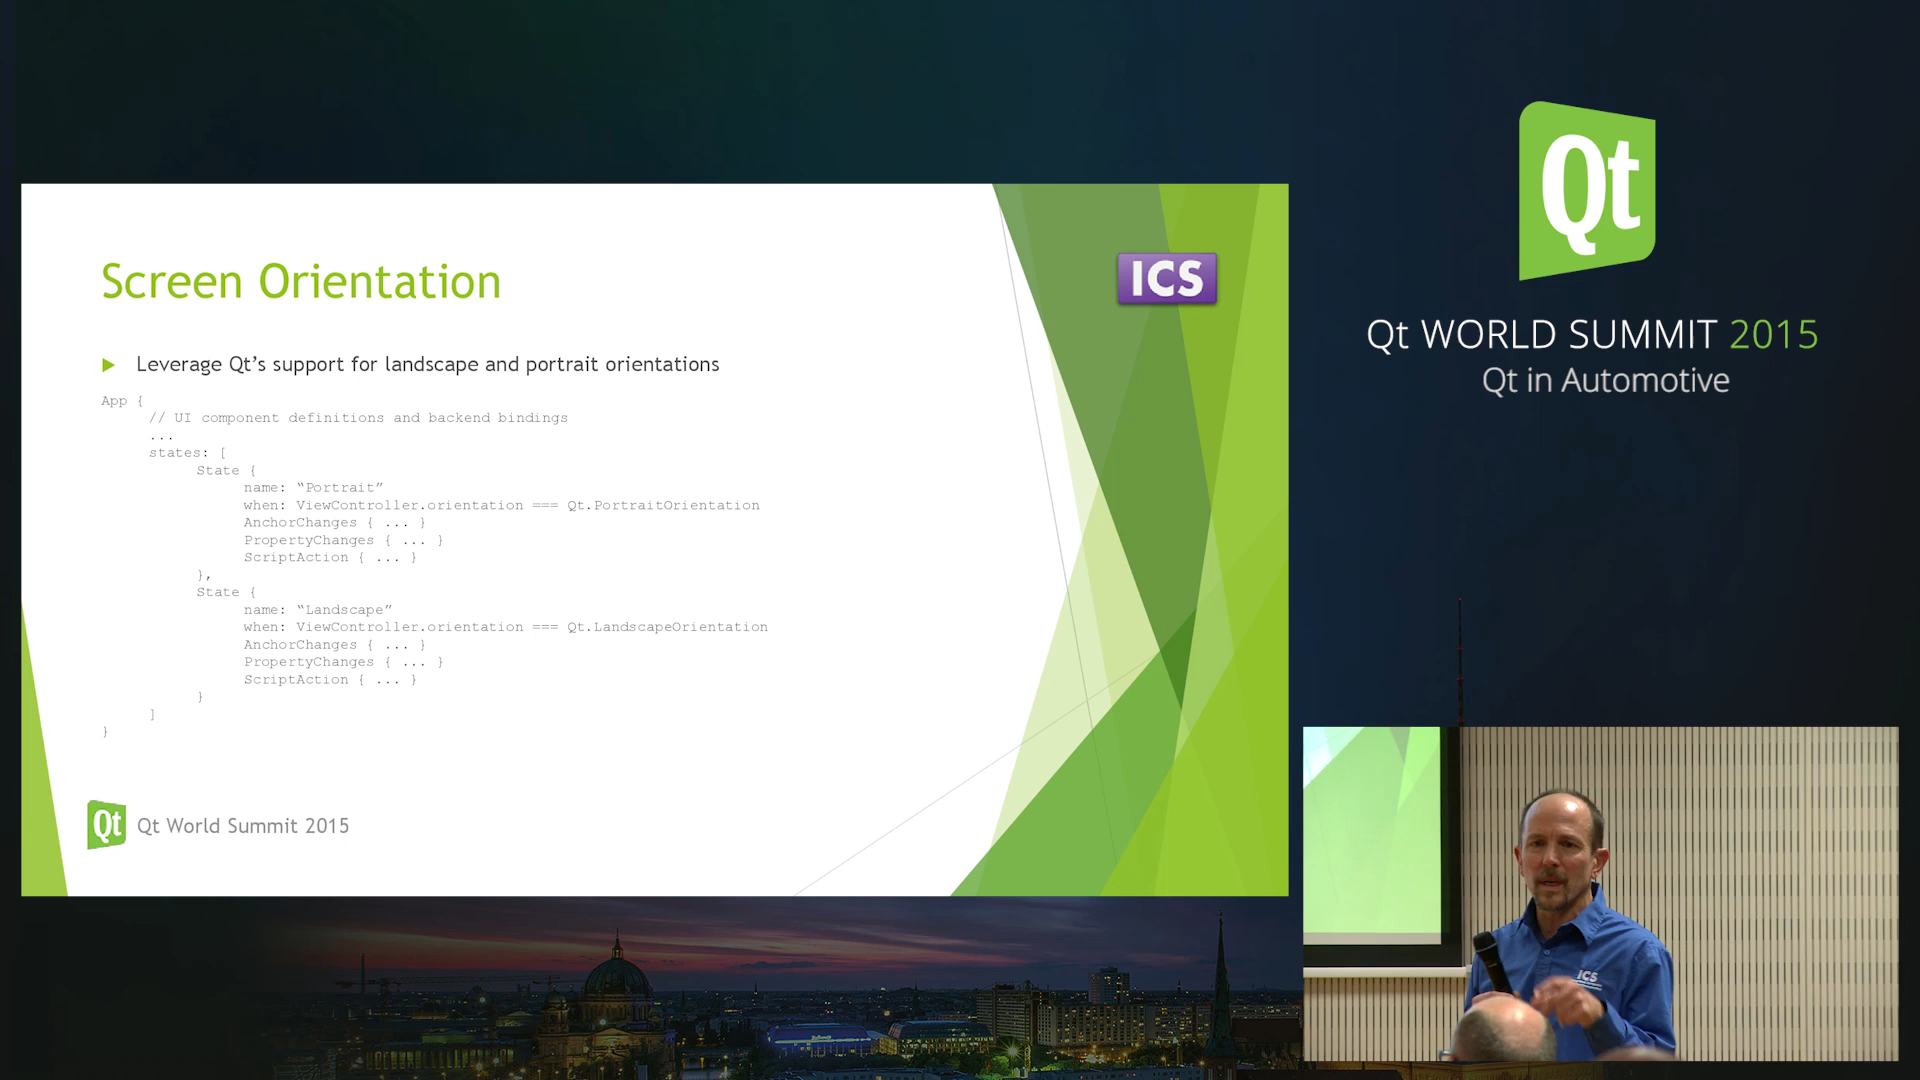 Screen Orientation
ICS
Leverage Qt’s support for landscape and portrait orientations
App {
// UI component definitions and backend bindings
...
states: [
State {
name: “Portrait”
when: ViewController.orientation === Qt.PortraitOrientation
AnchorChanges { ... }
PropertyChanges { ... }
ScriptAction { ... }
},
State {
name: “Landscape”
when: ViewController.orientation === Qt.LandscapeOrientation
AnchorChanges { ... }
PropertyChanges { ... }
ScriptAction { ... }
}
]
}
Qt Qt World Summit 2015
Qt
Qt WORLD SUMMIT 2015
Qt in Automotive
ICS